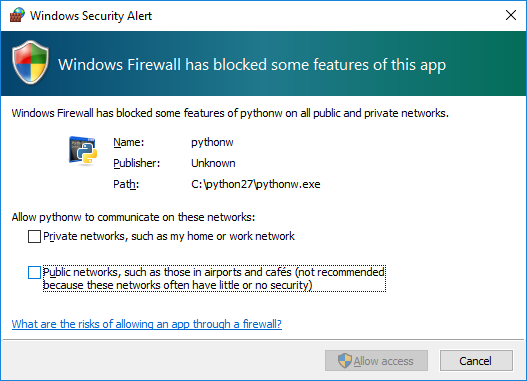 Windows Security Alert
Windows Firewall has blocked some features of this app
Windows Firewall has blocked some features of pythonw on all public and private networks.
Name: pythonw
Publisher: Unknown
Path: C:\python27\pythonw.exe
Allow pythonw to communicate on these networks:
Private networks, such as my home or work network
Public networks, such as those in airports and cafés (not recommended
because these networks often have little or no security)
What are the risks of allowing an app through a firewall?
Allow access Cancel